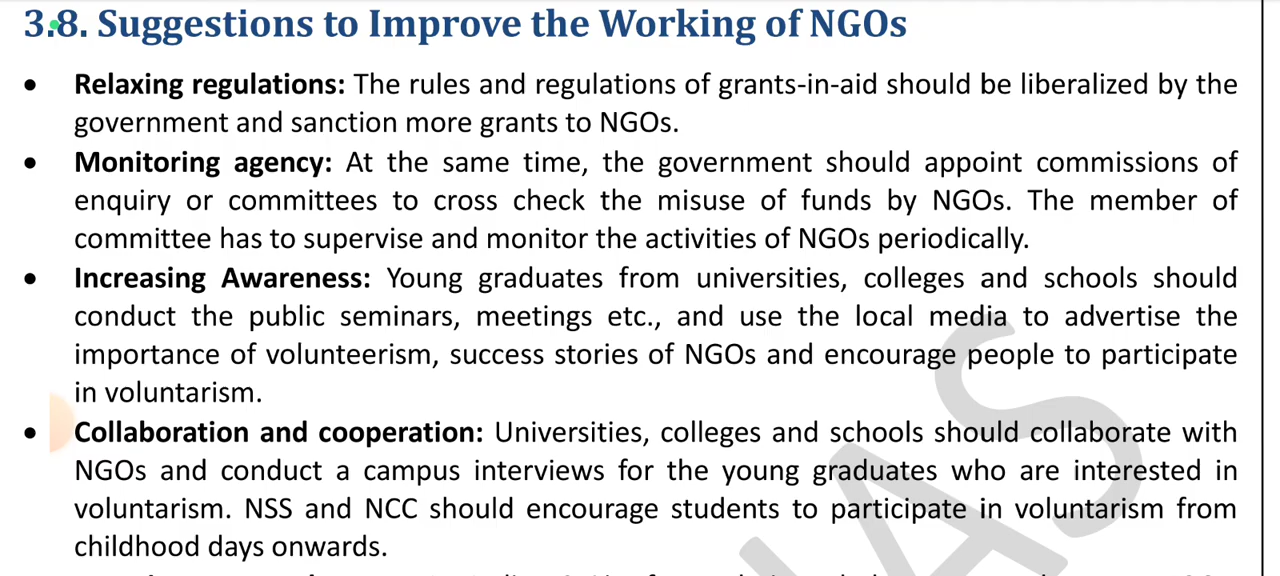 3.8. Suggestions to Improve the Working of NGOs
• Relaxing regulations: The rules and regulations of grants-in-aid should be liberalized by the
government and sanction more grants to NGOs.
• Monitoring agency: At the same time, the government should appoint commissions of
enquiry or committees to cross check the misuse of funds by NGOs. The member of
committee has to supervise and monitor the activities of NGOs periodically.
• Increasing Awareness: Young graduates from universities, colleges and schools should
conduct the public seminars, meetings etc., and use the local media to advertise the
importance of volunteerism, success stories of NGOs and encourage people to participate
in voluntarism.
• Collaboration and cooperation: Universities, colleges and schools should collaborate with
NGOs and conduct a campus interviews for the young graduates who are interested in
voluntarism. NSS and NCC should encourage students to participate in voluntarism from
childhood days onwards.
IAS